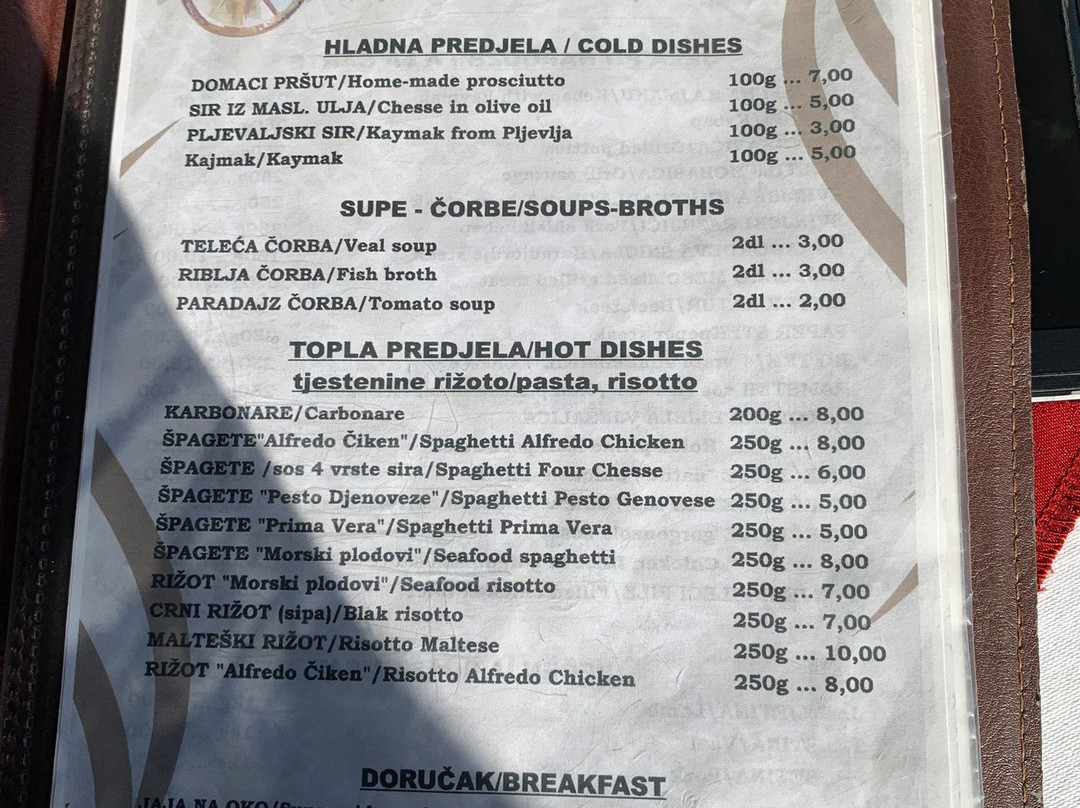 HLADNA PREDJELA / COLD DISHES
DOMACI PRŠUT/Home-made prosciutto 100g ... 7,00
SIR IZ MASL. ULJA/Chesse in olive oil 100g ... 5,00
PLJEVALJSKI SIR/Kaymak from Pljevlja 100g ... 3,00
Kajmak/Kaymak 100g ... 5,00
SUPE - ČORBE/SOUPS-BROTHS
TELEĆA ČORBA/Veal soup 2dl ... 3,00
RIBLJA ČORBA/Fish broth 2dl ... 3,00
PARADAJZ ČORBA/Tomato soup 2dl ... 2,00
TOPLA PREDJELA/HOT DISHES
tjestenine rižoto/pasta, risotto
KARBONARE/Carbonare 200g ... 8,00
ŠPAGETE"Alfredo Čiken"/Spaghetti Alfredo Chicken 250g ... 8,00
ŠPAGETE /sos 4 vrste sira/Spaghetti Four Chesse 250g ... 6,00
ŠPAGETE "Pesto Djenoveze"/Spaghetti Pesto Genovese 250g ... 5,00
ŠPAGETE "Prima Vera"/Spaghetti Prima Vera 250g ... 5,00
ŠPAGETE "Morski plodovi"/Seafood spaghetti 250g ... 8,00
RIŽOT "Morski plodovi"/Seafood risotto 250g ... 7,00
CRNI RIŽOT (sipa)/Blak risotto 250g ... 7,00
MALTEŠKI RIŽOT/Risotto Maltese 250g ... 10,00
RIŽOT "Alfredo Čiken"/Risotto Alfredo Chicken 250g ... 8,00
DORUČAK/BREAKFAST
JAJA NA OKO